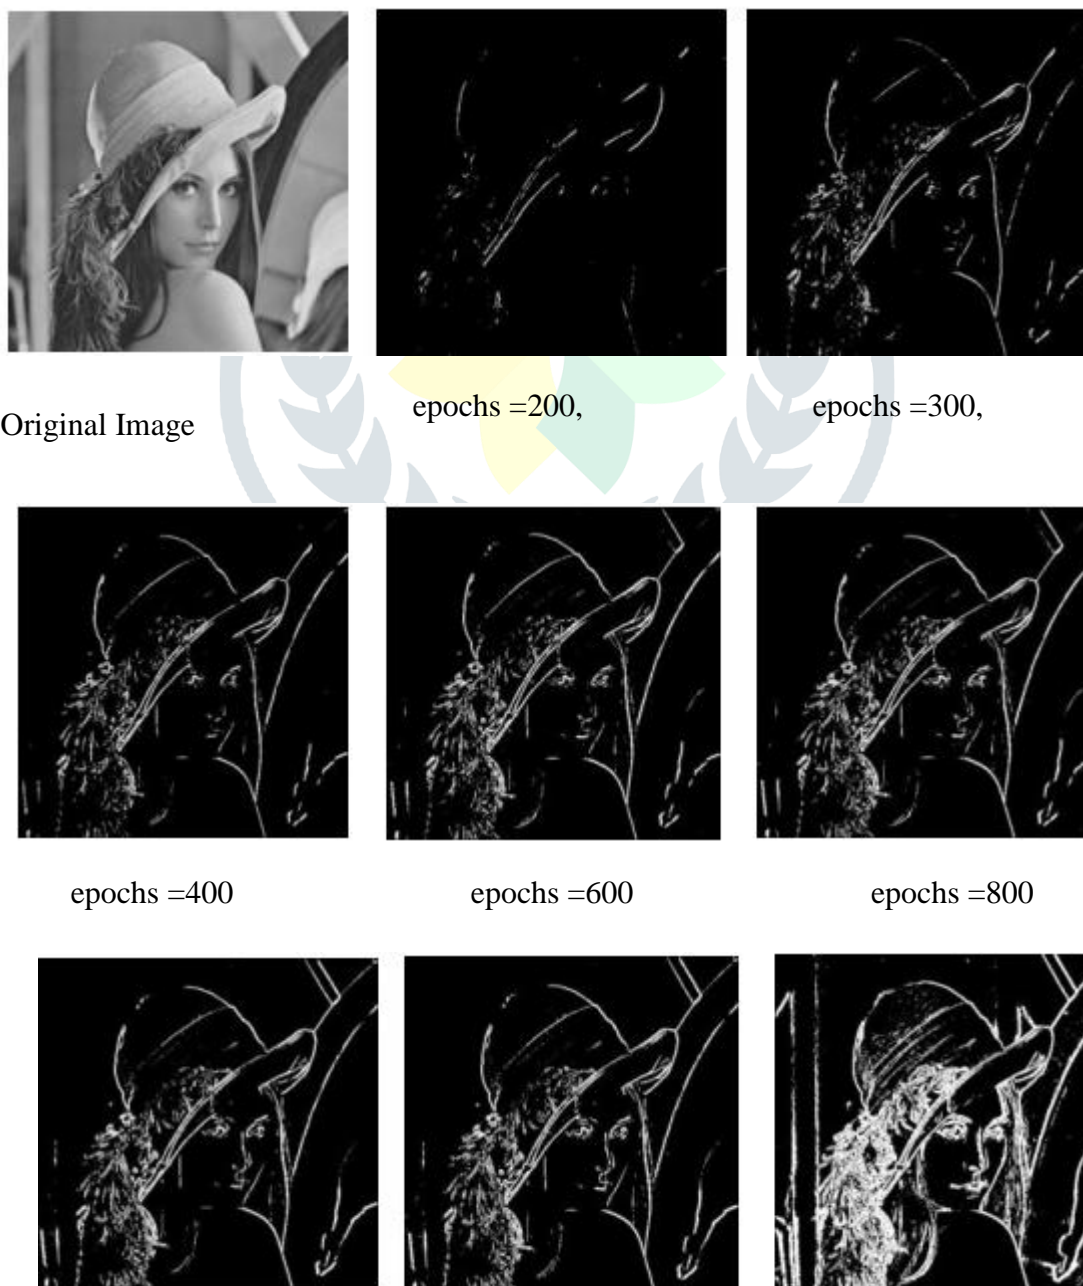 Original Image
epochs =200,
epochs =300,
epochs =400
epochs =600
epochs =800